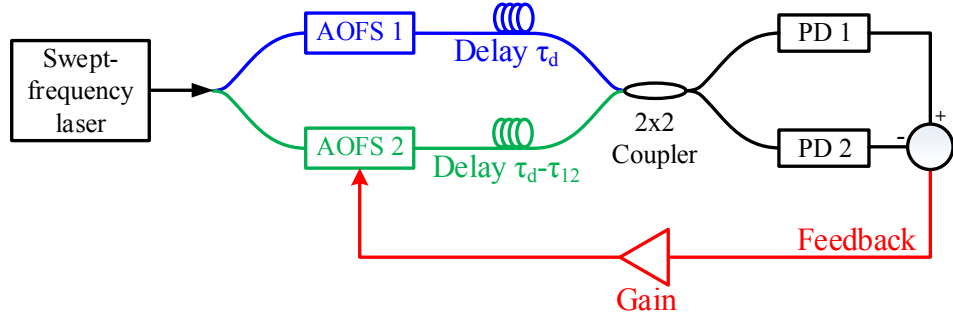 Swept-
frequency
laser
AOFS 1
Delay τd
AOFS 2
Delay τd-τ12
2x2
Coupler
PD 1
PD 2
+
-
Feedback
Gain